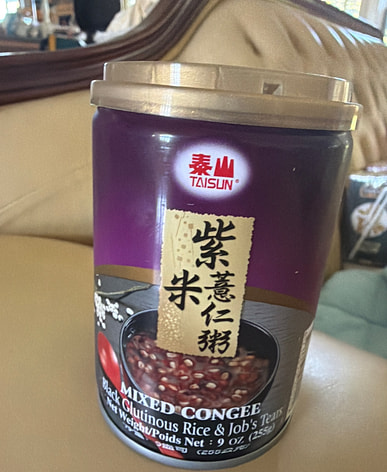 泰山
TAISUN®
紫米
薏仁粥
MIXED CONGEE
Black Glutinous Rice & Job's Tears
Net Weight/Poids Net : 9 oz (255g)